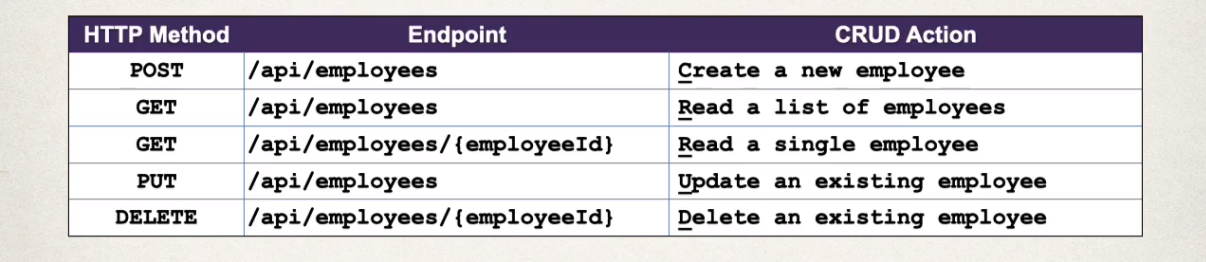 HTTP Method Endpoint CRUD Action
POST /api/employees Create a new employee
GET /api/employees Read a list of employees
GET /api/employees/{employeeId} Read a single employee
PUT /api/employees Update an existing employee
DELETE /api/employees/{employeeId} Delete an existing employee